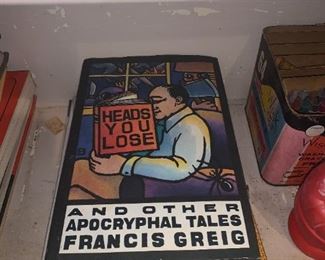 HEADS
YOU
LOSE
AND OTHER
APOCRYPHAL TALES
FRANCIS GREIG